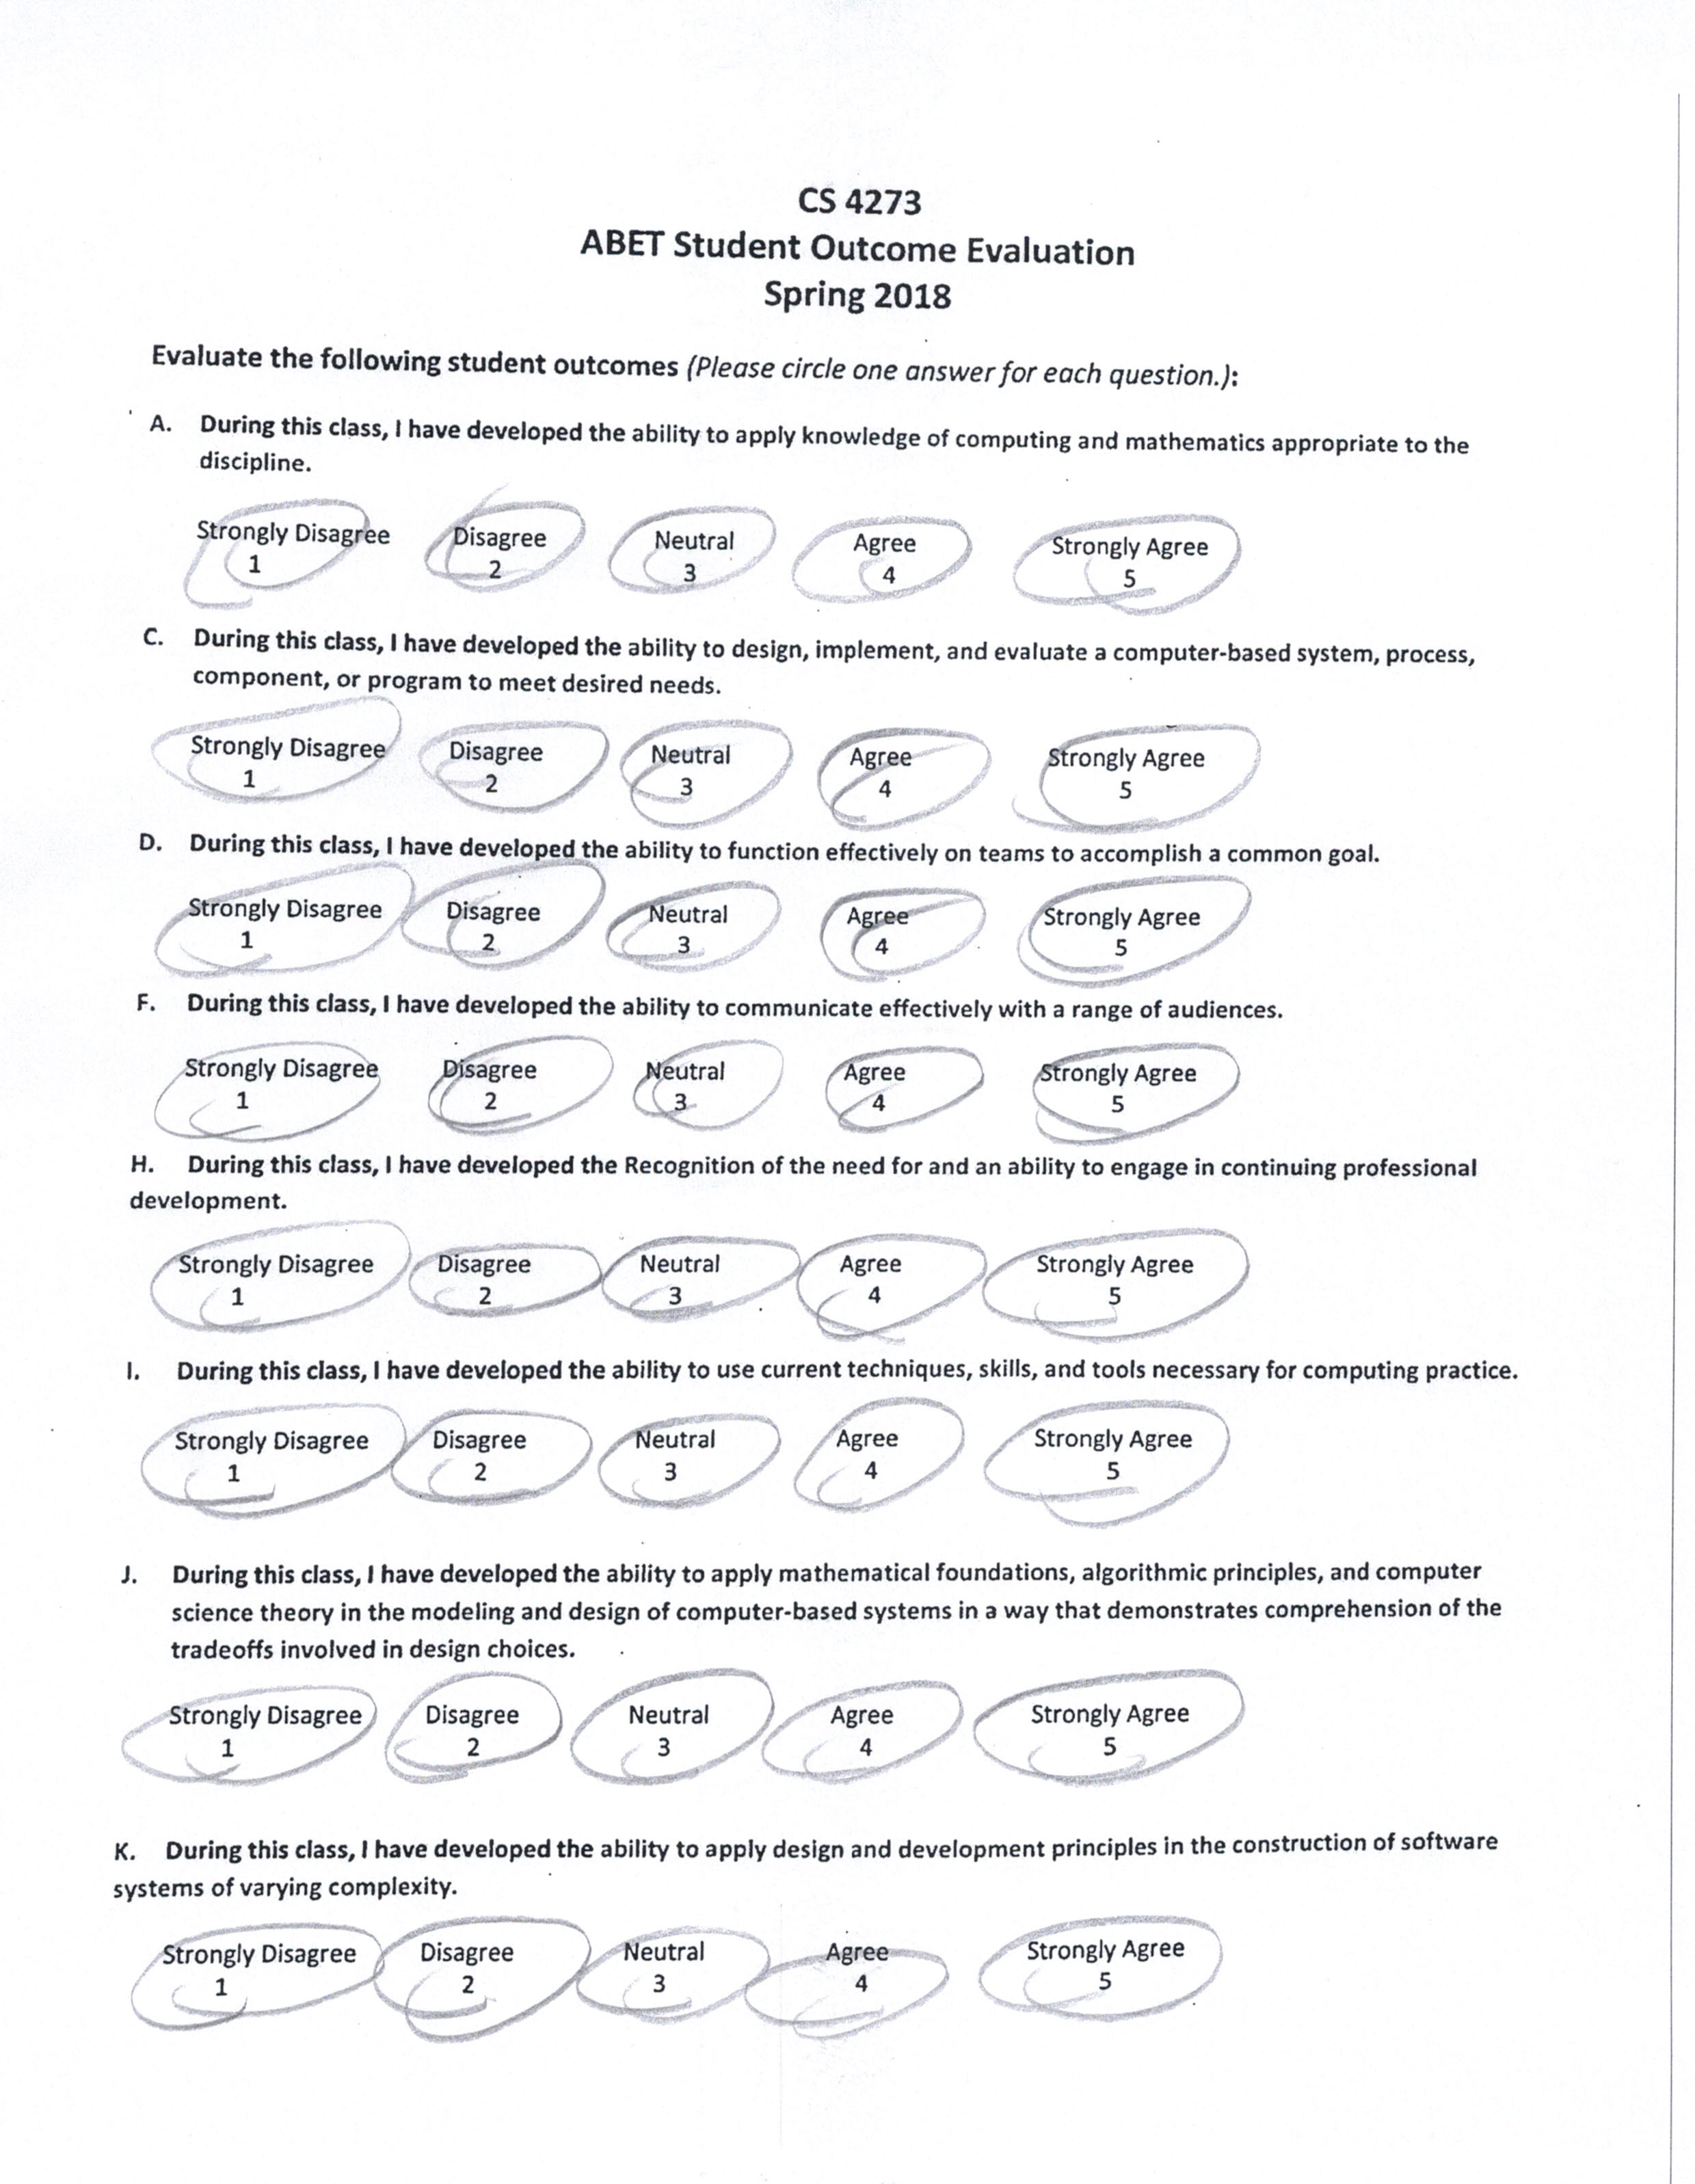 CS 4273
ABET Student Outcome Evaluation
Spring 2018
Evaluate the following student outcomes (Please circle one answer for each question.):
A. During this class, I have developed the ability to apply knowledge of computing and mathematics appropriate to the
discipline.
Strongly Disagree Disagree Neutral Agree Strongly Agree
1 2 3 4 5
C. During this class, I have developed the ability to design, implement, and evaluate a computer-based system, process,
component, or program to meet desired needs.
Strongly Disagree Disagree Neutral Agree Strongly Agree
1 2 3 4 5
D. During this class, I have developed the ability to function effectively on teams to accomplish a common goal.
Strongly Disagree Disagree Neutral Agree Strongly Agree
1 2 3 4 5
F. During this class, I have developed the ability to communicate effectively with a range of audiences.
Strongly Disagree Disagree Neutral Agree Strongly Agree
1 2 3 4 5
H. During this class, I have developed the Recognition of the need for and an ability to engage in continuing professional
development.
Strongly Disagree Disagree Neutral Agree Strongly Agree
1 2 3 4 5
I. During this class, I have developed the ability to use current techniques, skills, and tools necessary for computing practice.
Strongly Disagree Disagree Neutral Agree Strongly Agree
1 2 3 4 5
J. During this class, I have developed the ability to apply mathematical foundations, algorithmic principles, and computer
science theory in the modeling and design of computer-based systems in a way that demonstrates comprehension of the
tradeoffs involved in design choices.
Strongly Disagree Disagree Neutral Agree Strongly Agree
1 2 3 4 5
K. During this class, I have developed the ability to apply design and development principles in the construction of software
systems of varying complexity.
Strongly Disagree Disagree Neutral Agree Strongly Agree
1 2 3 4 5